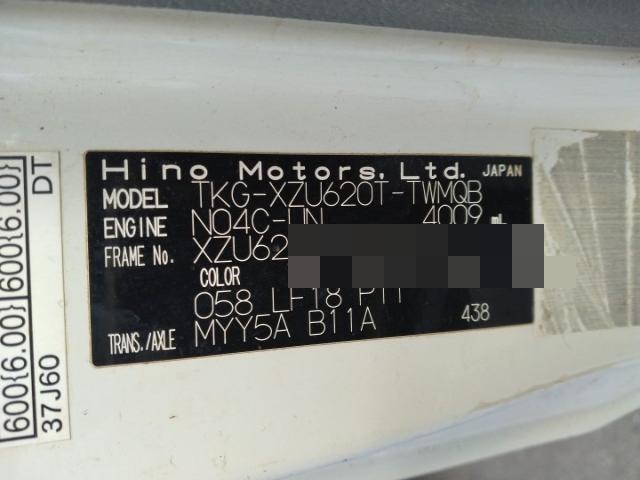 Hino Motors, Ltd. JAPAN
MODEL TKG-XZU620T-TWMQB
ENGINE N04C-UN 4009 mL
FRAME No. XZU62
COLOR
058 LF18 P11
TRANS./AXLE MYY5A B11A 438
600{6.00} 600{6.00}
DT
37J60